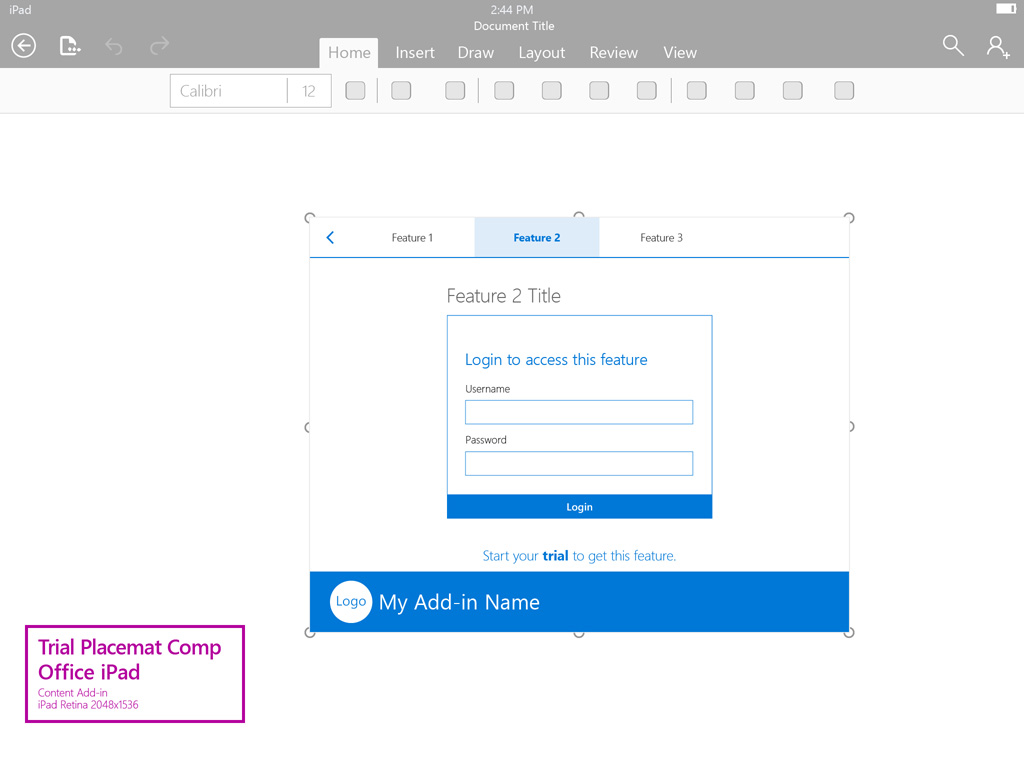 iPad
2:44 PM
Document Title
Home Insert Draw Layout Review View
Calibri 12
Feature 1 Feature 2 Feature 3
Feature 2 Title
Login to access this feature
Username
Password
Login
Start your trial to get this feature.
Logo My Add-in Name
Trial Placemat Comp
Office iPad
Content Add-in
iPad Retina 2048x1536